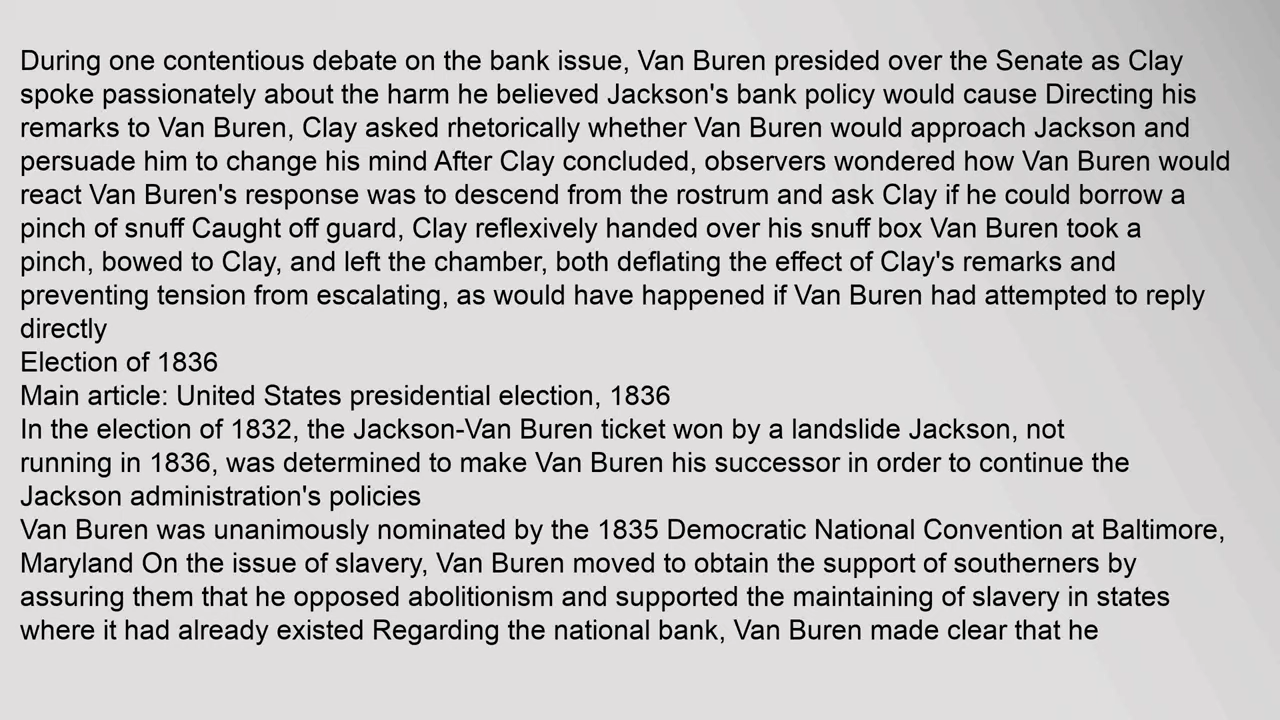 During one contentious debate on the bank issue, Van Buren presided over the Senate as Clay
spoke passionately about the harm he believed Jackson's bank policy would cause Directing his
remarks to Van Buren, Clay asked rhetorically whether Van Buren would approach Jackson and
persuade him to change his mind After Clay concluded, observers wondered how Van Buren would
react Van Buren's response was to descend from the rostrum and ask Clay if he could borrow a
pinch of snuff Caught off guard, Clay reflexively handed over his snuff box Van Buren took a
pinch, bowed to Clay, and left the chamber, both deflating the effect of Clay's remarks and
preventing tension from escalating, as would have happened if Van Buren had attempted to reply
directly
Election of 1836
Main article: United States presidential election, 1836
In the election of 1832, the Jackson-Van Buren ticket won by a landslide Jackson, not
running in 1836, was determined to make Van Buren his successor in order to continue the
Jackson administration's policies
Van Buren was unanimously nominated by the 1835 Democratic National Convention at Baltimore,
Maryland On the issue of slavery, Van Buren moved to obtain the support of southerners by
assuring them that he opposed abolitionism and supported the maintaining of slavery in states
where it had already existed Regarding the national bank, Van Buren made clear that he